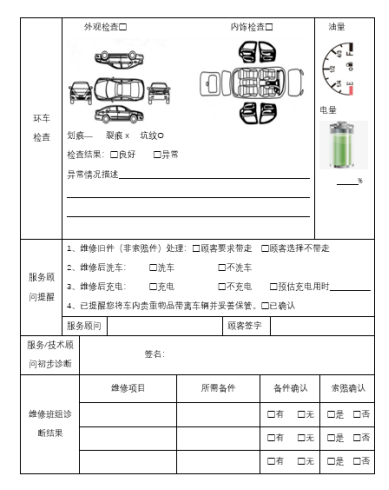 外观检查□ 内饰检查□ 油量
F
E
电量
环车
检查
划痕— 裂痕 x 坑纹O
检查结果：□良好 □异常
异常情况描述
%
服务顾
问提醒
1、维修旧件（非索赔件）处理：□顾客要求带走 □顾客选择不带走
2、维修后洗车： □洗车 □不洗车
3、维修后充电： □充电 □不充电 □预估充电用时
4、已提醒您将车内贵重物品带离车辆并妥善保管、□已确认
服务顾问 顾客签字
服务/技术顾
问初步诊断
签名：
维修班组诊
断结果
维修项目 所需备件 备件确认 索赔确认
□有 □无 □是 □否
□有 □无 □是 □否
□有 □无 □是 □否